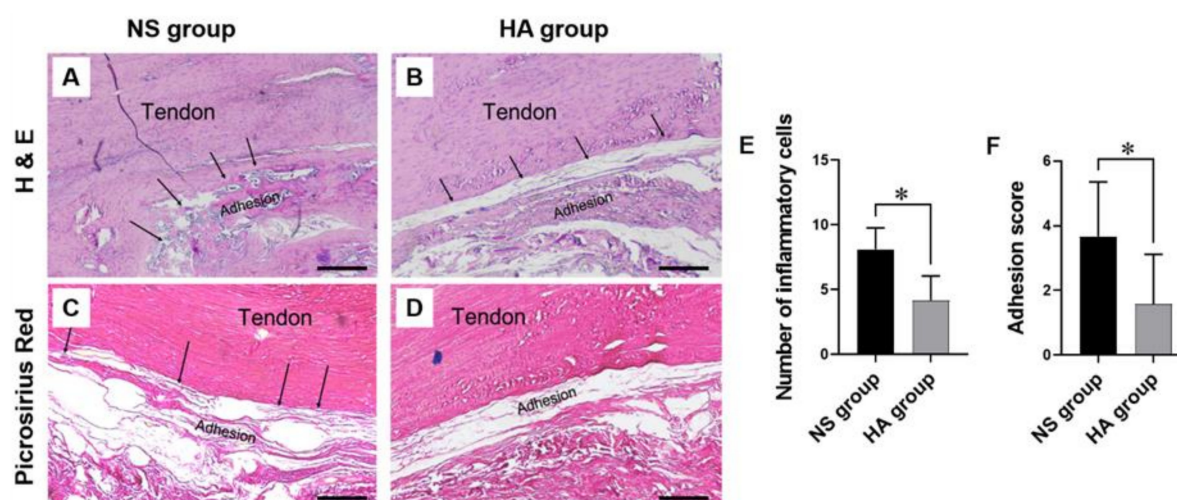 NS group
HA group
H & E
Picrosirius Red
A
Tendon
Adhesion
B
Tendon
Adhesion
C
Tendon
Adhesion
D
Tendon
Adhesion
E
Number of inflammatory cells
15
10
5
0
*
NS group
HA group
F
Adhesion score
6
4
2
0
*
NS group
HA group